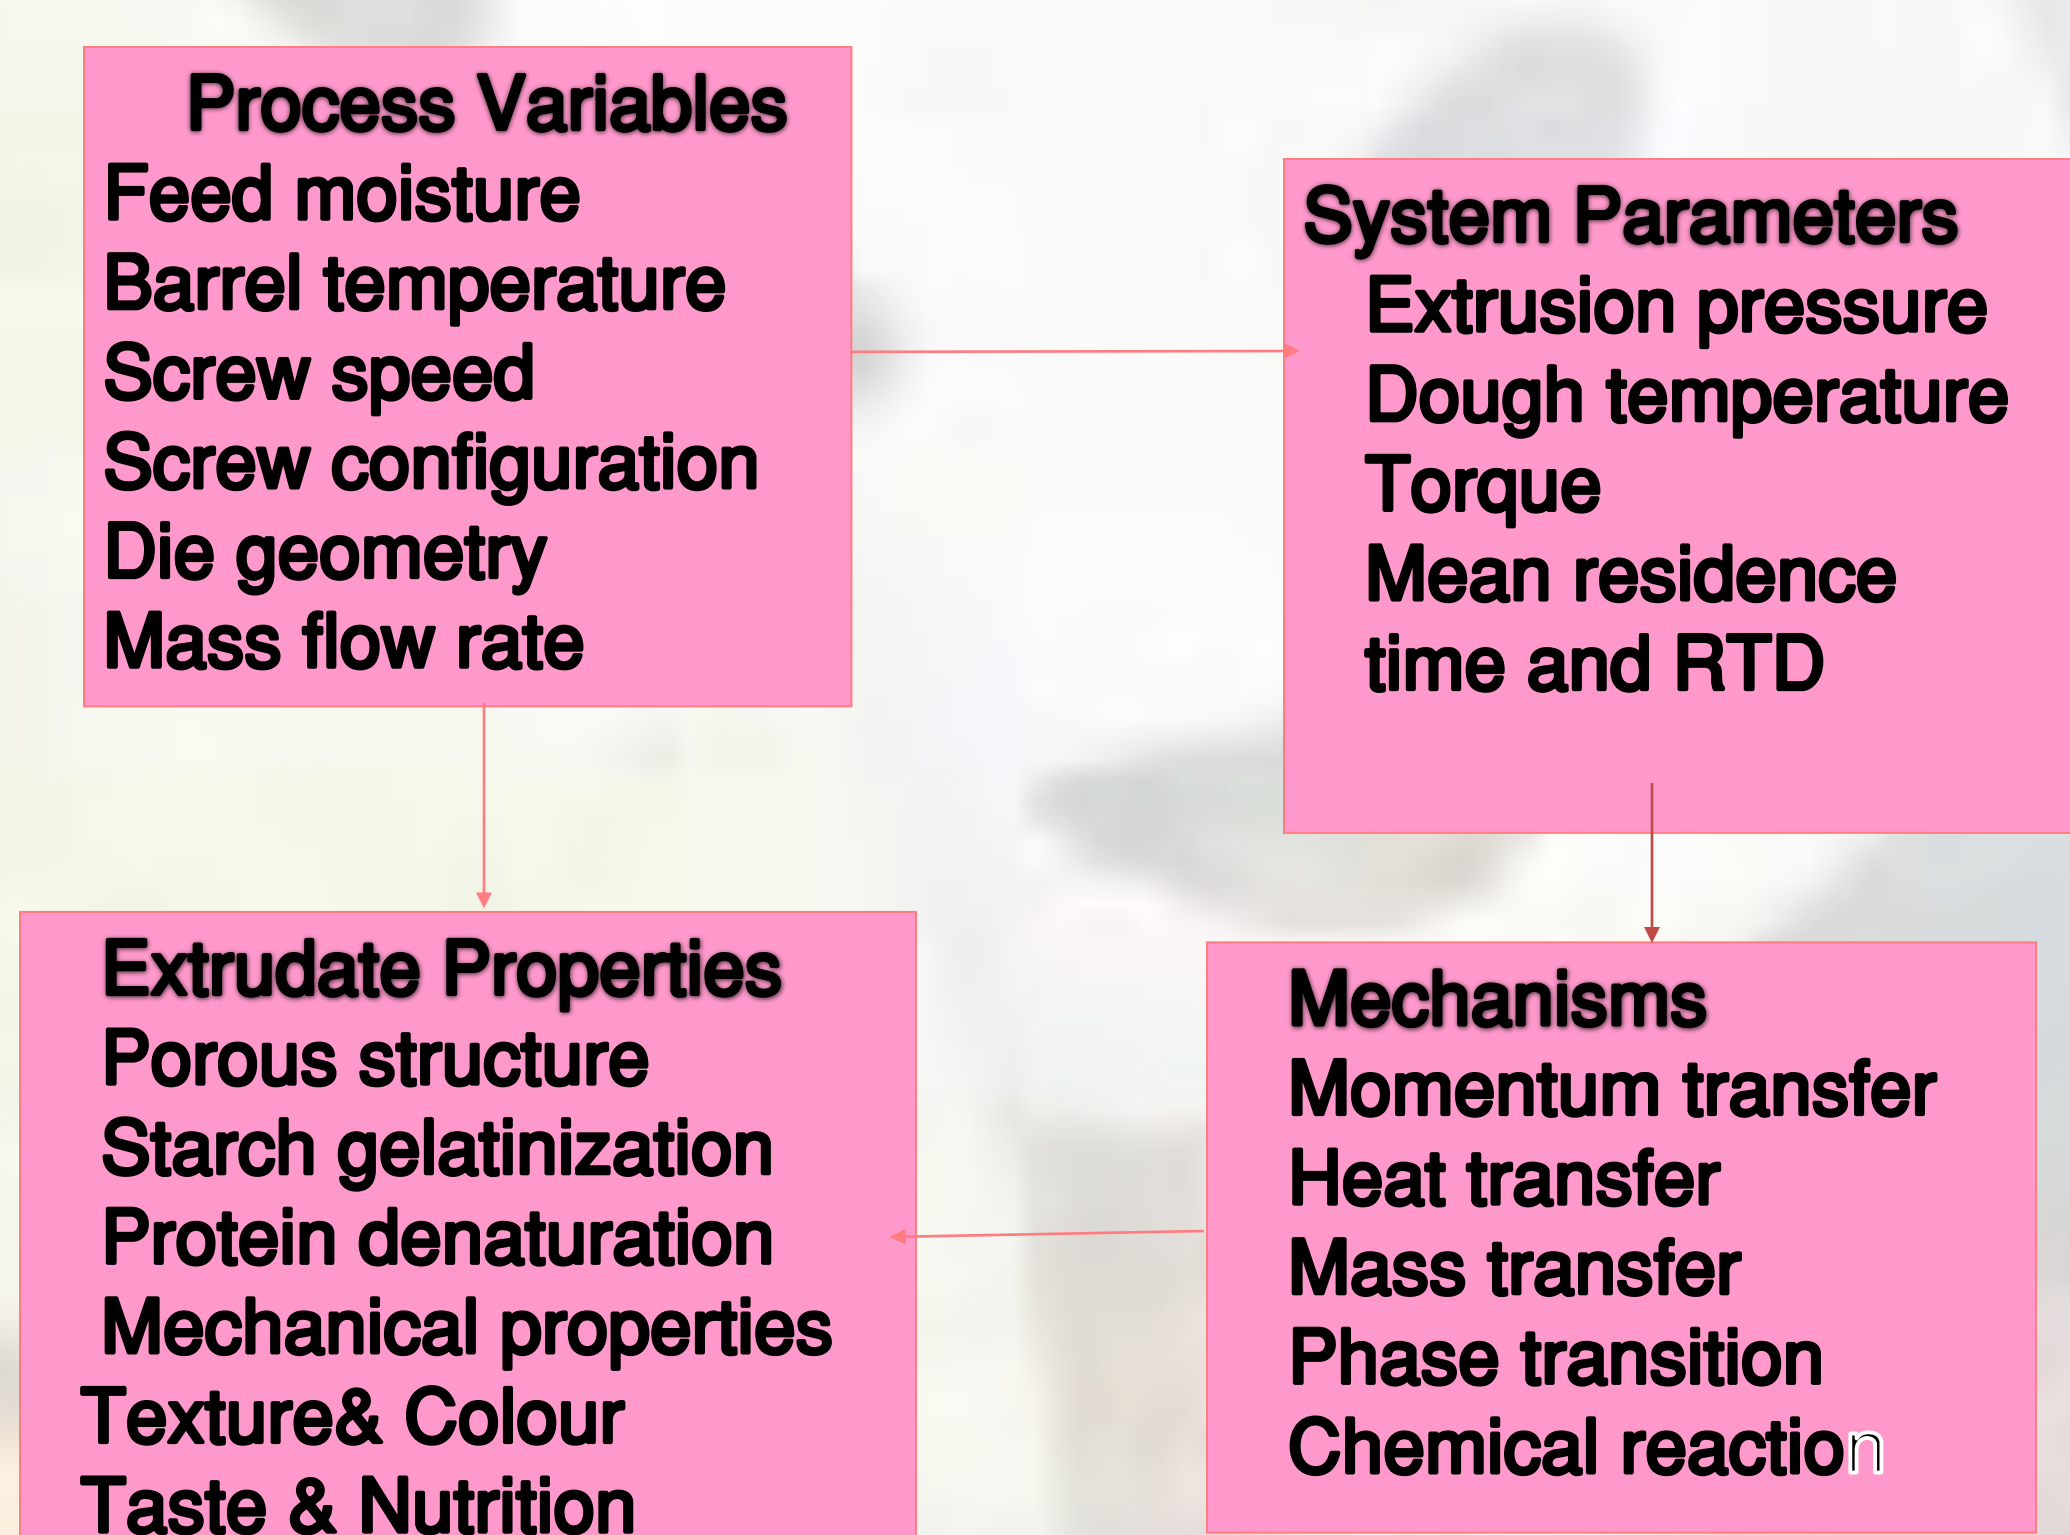 Process Variables
Feed moisture
Barrel temperature
Screw speed
Screw configuration
Die geometry
Mass flow rate
System Parameters
Extrusion pressure
Dough temperature
Torque
Mean residence
time and RTD
Extrudate Properties
Porous structure
Starch gelatinization
Protein denaturation
Mechanical properties
Texture& Colour
Taste & Nutrition
Mechanisms
Momentum transfer
Heat transfer
Mass transfer
Phase transition
Chemical reaction